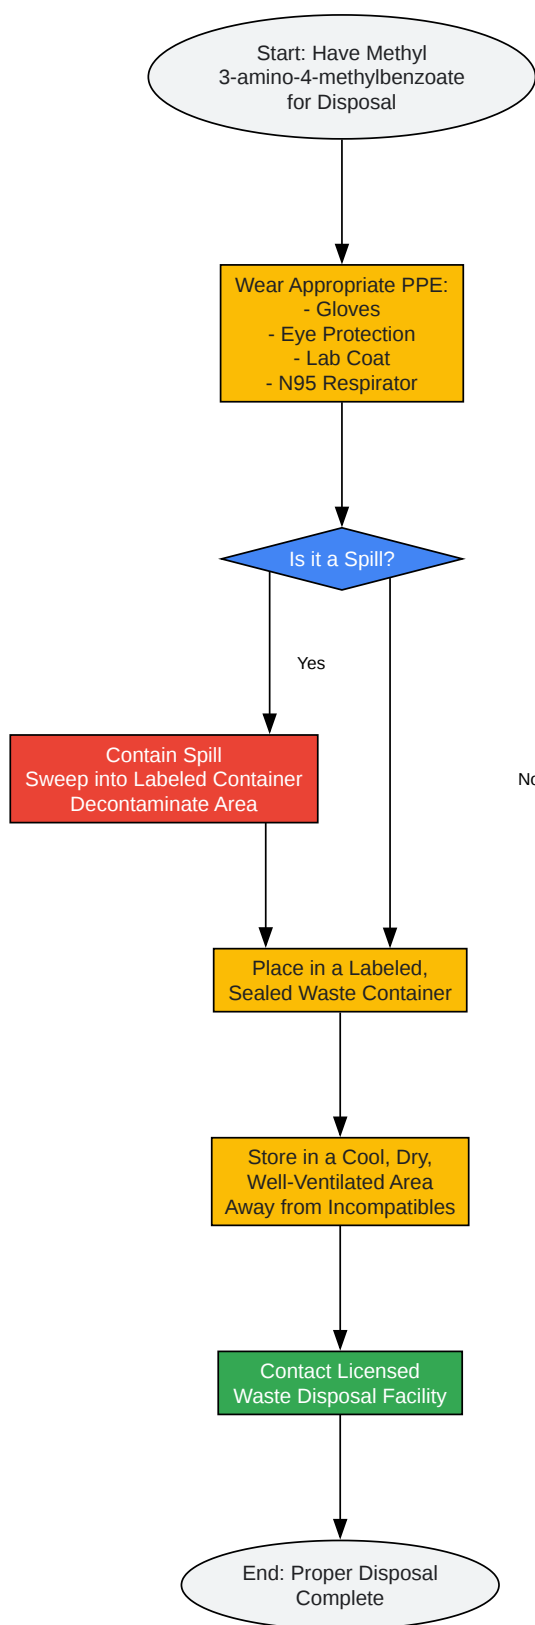 Start: Have Methyl
3-amino-4-methylbenzoate
for Disposal
Wear Appropriate PPE:
- Gloves
- Eye Protection
- Lab Coat
- N95 Respirator
Is it a Spill?
Yes
Contain Spill
Sweep into Labeled Container
Decontaminate Area
No
Place in a Labeled,
Sealed Waste Container
Store in a Cool, Dry,
Well-Ventilated Area
Away from Incompatibles
Contact Licensed
Waste Disposal Facility
End: Proper Disposal
Complete